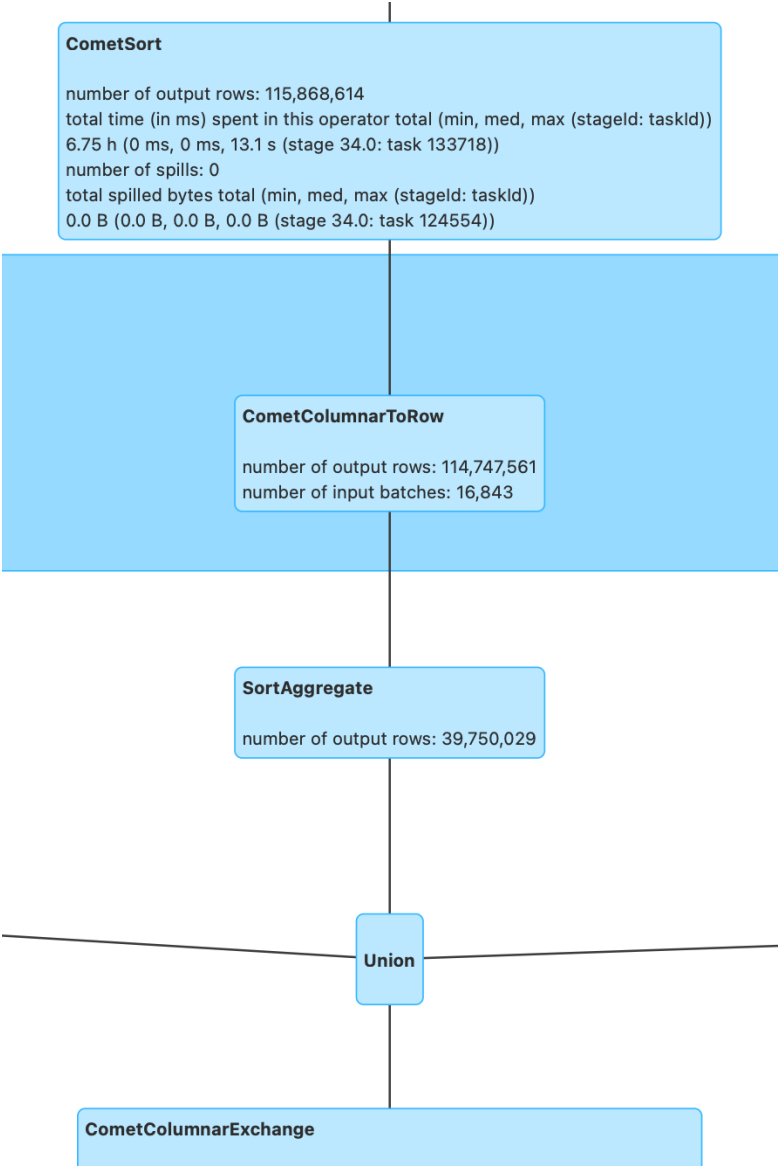 CometSort
number of output rows: 115,868,614
total time (in ms) spent in this operator total (min, med, max (stageId: taskId))
6.75 h (0 ms, 0 ms, 13.1 s (stage 34.0: task 133718))
number of spills: 0
total spilled bytes total (min, med, max (stageId: taskId))
0.0 B (0.0 B, 0.0 B, 0.0 B (stage 34.0: task 124554))
CometColumnarToRow
number of output rows: 114,747,561
number of input batches: 16,843
SortAggregate
number of output rows: 39,750,029
Union
CometColumnarExchange